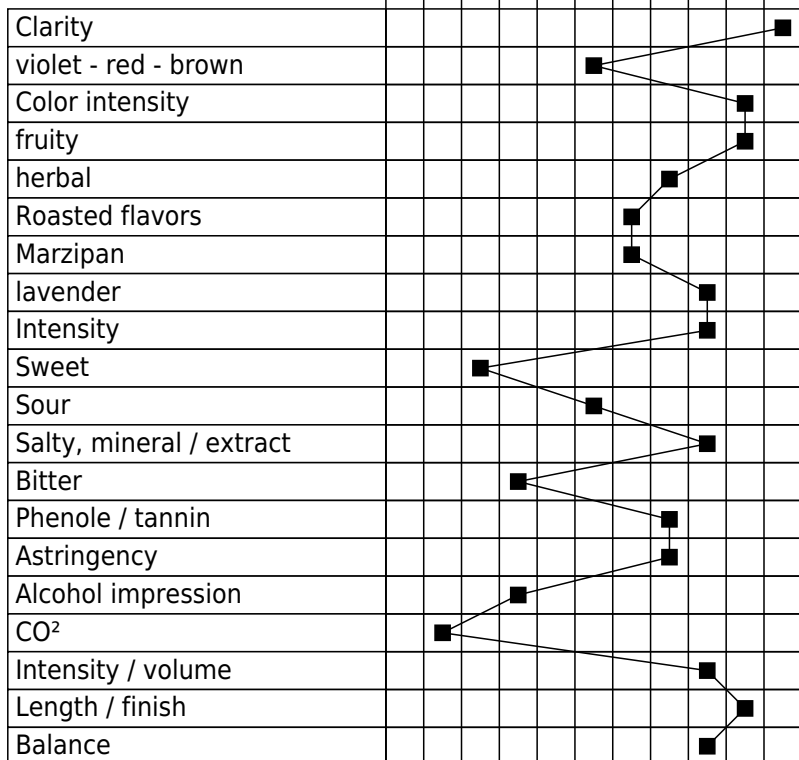 Clarity
violet - red - brown
Color intensity
fruity
herbal
Roasted flavors
Marzipan
lavender
Intensity
Sweet
Sour
Salty, mineral / extract
Bitter
Phenole / tannin
Astringency
Alcohol impression
CO²
Intensity / volume
Length / finish
Balance